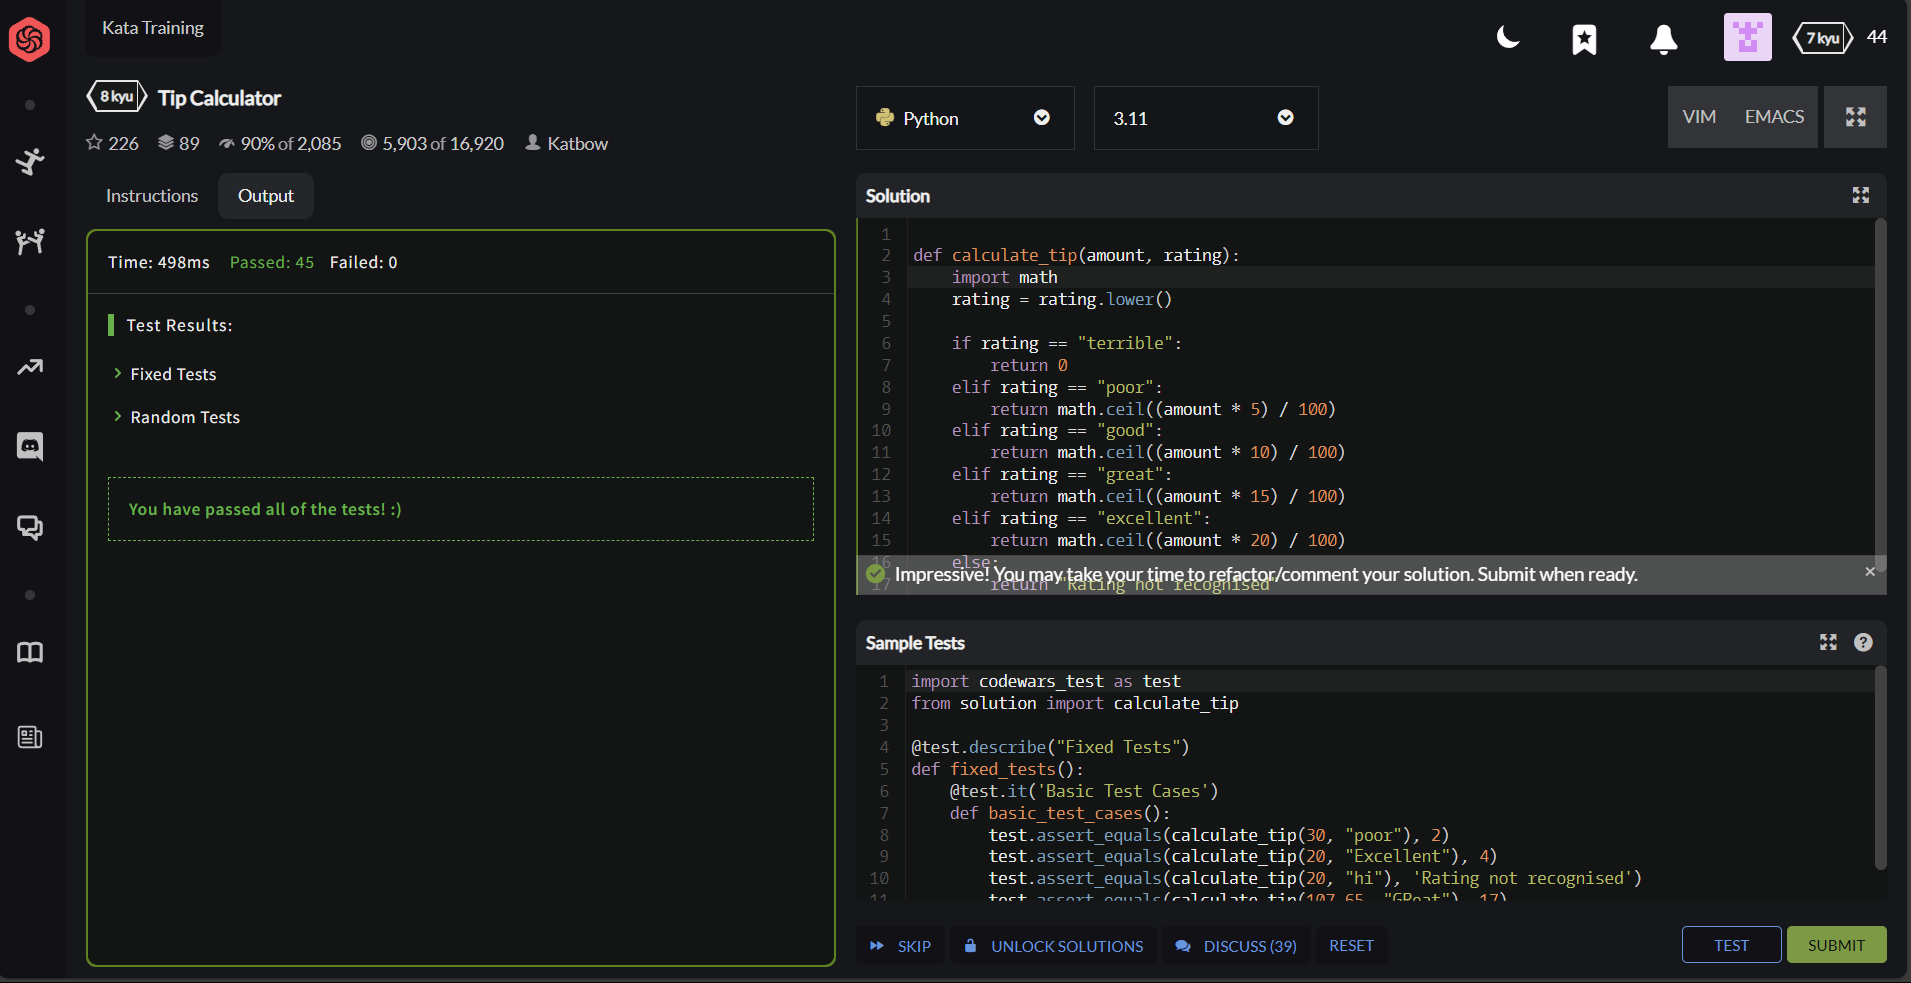 Kata Training
7 kyu 44
8 kyu Tip Calculator
226 89 90% of 2,085 5,903 of 16,920 Katbow
Instructions Output
Time: 498ms Passed: 45 Failed: 0
Test Results:
Fixed Tests
Random Tests
You have passed all of the tests! :)
Python 3.11 VIM EMACS
Solution
1
2 def calculate_tip(amount, rating):
3 import math
4 rating = rating.lower()
5
6 if rating == "terrible":
7 return 0
8 elif rating == "poor":
9 return math.ceil((amount * 5) / 100)
10 elif rating == "good":
11 return math.ceil((amount * 10) / 100)
12 elif rating == "great":
13 return math.ceil((amount * 15) / 100)
14 elif rating == "excellent":
15 return math.ceil((amount * 20) / 100)
16 else:
Impressive! You may take your time to refactor/comment your solution. Submit when ready.
17 return "Rating not recognised"
Sample Tests
1 import codewars_test as test
2 from solution import calculate_tip
3
4 @test.describe("Fixed Tests")
5 def fixed_tests():
6 @test.it('Basic Test Cases')
7 def basic_test_cases():
8 test.assert_equals(calculate_tip(30, "poor"), 2)
9 test.assert_equals(calculate_tip(20, "Excellent"), 4)
10 test.assert_equals(calculate_tip(20, "hi"), 'Rating not recognised')
11 test.assert_equals(calculate_tip(107.65, "GReat"), 17)
SKIP UNLOCK SOLUTIONS DISCUSS (39) RESET TEST SUBMIT